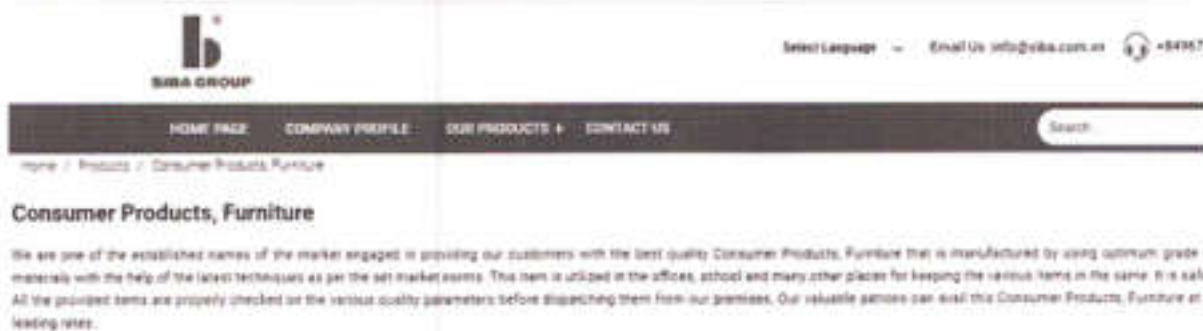 SIBA GROUP
Select Language Email Us info@siba.com.vn +84967
HOME PAGE COMPANY PROFILE OUR PRODUCTS + CONTACT US Search
Home / Products / Consumer Products, Furniture
Consumer Products, Furniture
We are one of the established names of the market engaged in providing our customers with the best quality Consumer Products, Furniture that is manufactured by using optimum grade
materials with the help of the latest techniques as per the set market norms. This item is utilized in the offices, school and many other places for keeping the various items in the same. It is safe
All the provided items are properly checked on the various quality parameters before dispatching them from our premises. Our valuable patrons can avail this Consumer Products, Furniture at
leading rates.